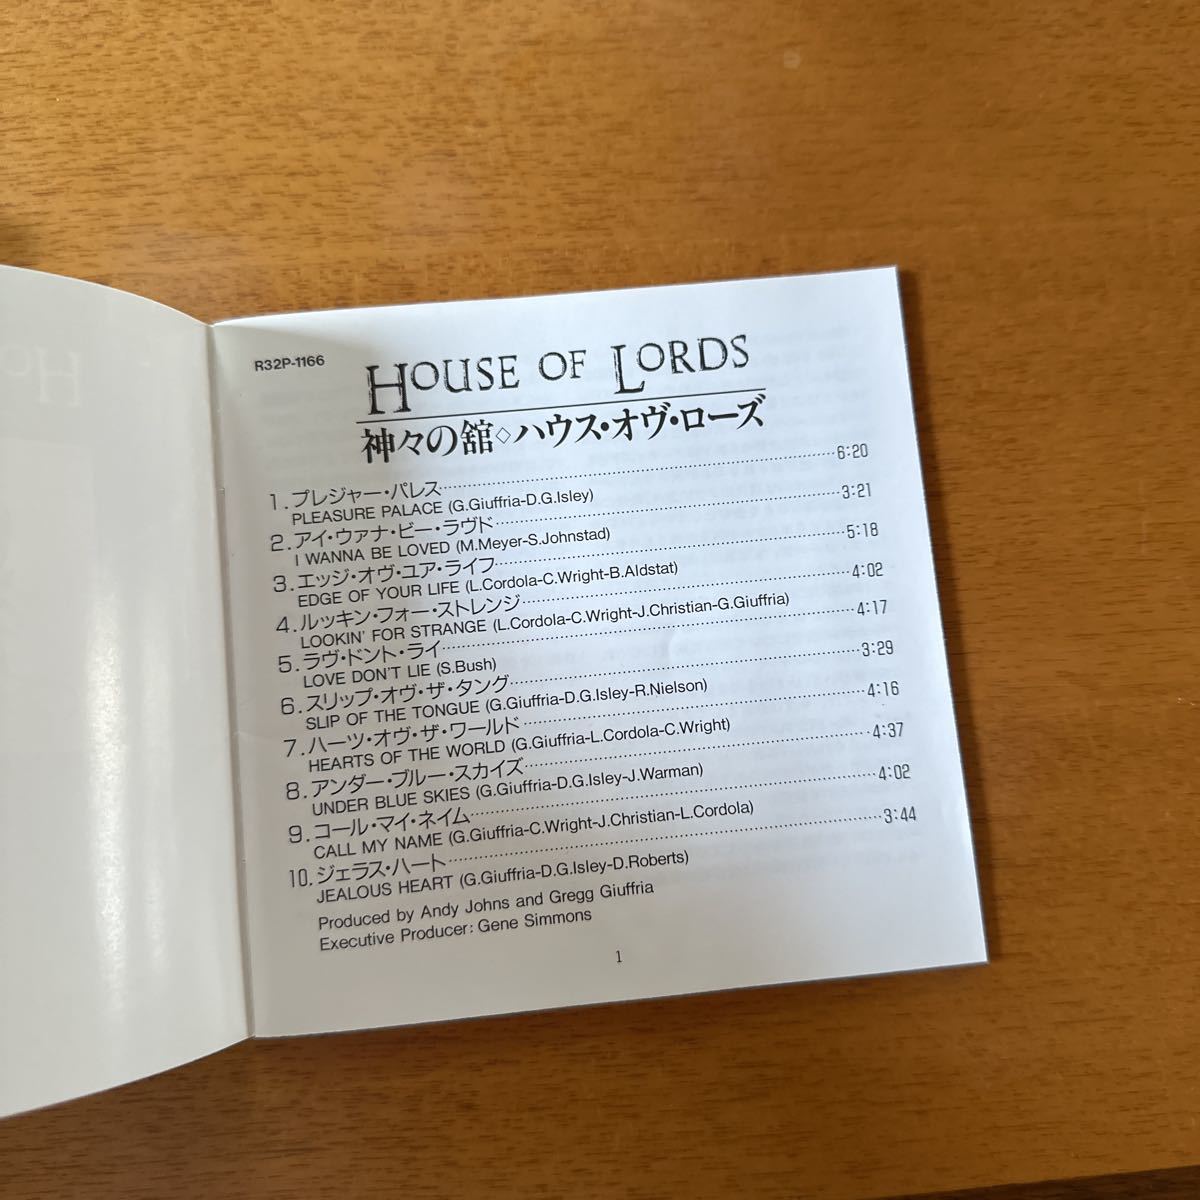 R32P-1166
HOUSE OF LORDS
神々の舘◇ハウス・オヴ・ローズ
1. プレジャー・パレス……6:20
PLEASURE PALACE (G.Giuffria-D.G.Isley)
2. アイ・ウァナ・ビー・ラヴド……3:21
I WANNA BE LOVED (M.Meyer-S.Johnstad)
3. エッジ・オヴ・ユア・ライフ……5:18
EDGE OF YOUR LIFE (L.Cordola-C.Wright-B.Aldstat)
4. ルッキン・フォー・ストレンジ……4:02
LOOKIN' FOR STRANGE (L.Cordola-C.Wright-J.Christian-G.Giuffria)
5. ラヴ・ドント・ライ……4:17
LOVE DON'T LIE (S.Bush)
6. スリップ・オヴ・ザ・タング……3:29
SLIP OF THE TONGUE (G.Giuffria-D.G.Isley-R.Nielson)
7. ハーツ・オヴ・ザ・ワールド……4:16
HEARTS OF THE WORLD (G.Giuffria-L.Cordola-C.Wright)
8. アンダー・ブルー・スカイズ……4:37
UNDER BLUE SKIES (G.Giuffria-D.G.Isley-J.Warman)
9. コール・マイ・ネイム……4:02
CALL MY NAME (G.Giuffria-C.Wright-J.Christian-L.Cordola)
10. ジェラス・ハート……3:44
JEALOUS HEART (G.Giuffria-D.G.Isley-D.Roberts)
Produced by Andy Johns and Gregg Giuffria
Executive Producer: Gene Simmons
1